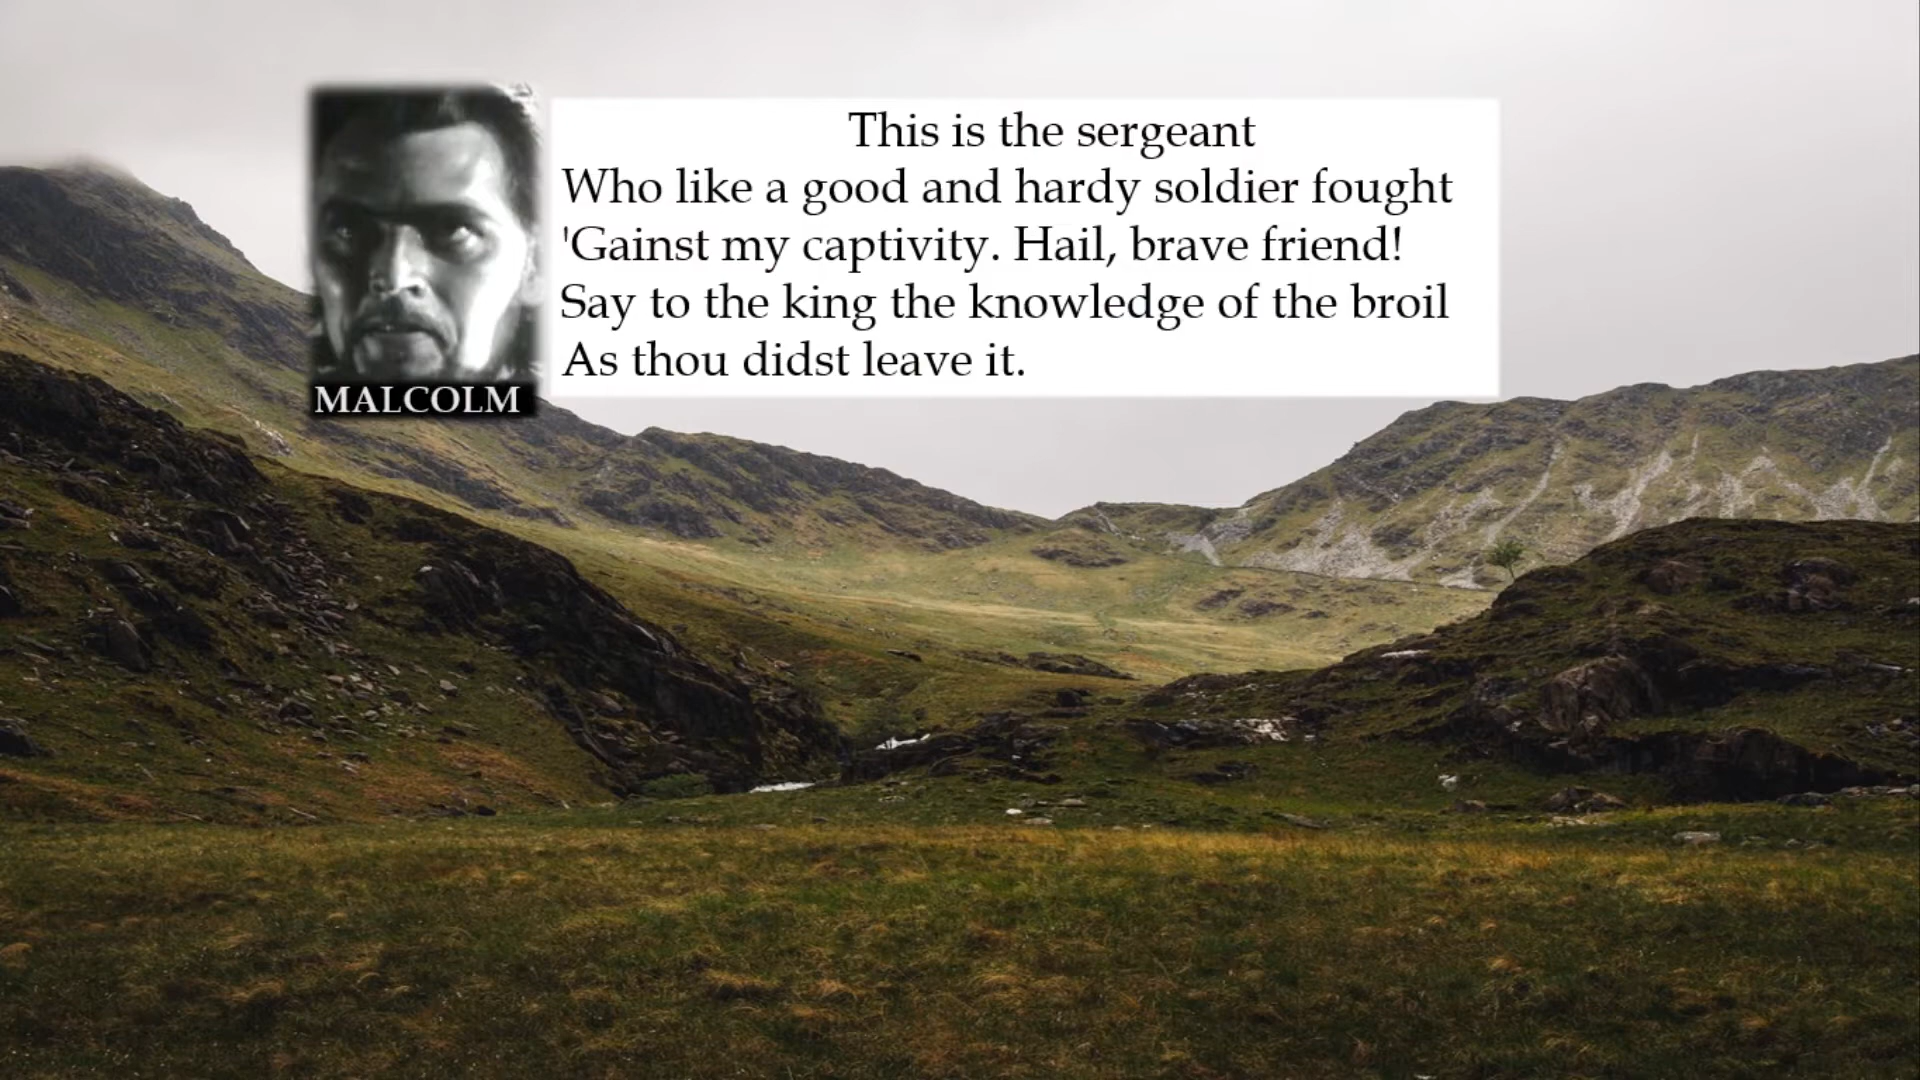 This is the sergeant
Who like a good and hardy soldier fought
'Gainst my captivity. Hail, brave friend!
Say to the king the knowledge of the broil
As thou didst leave it.
MALCOLM